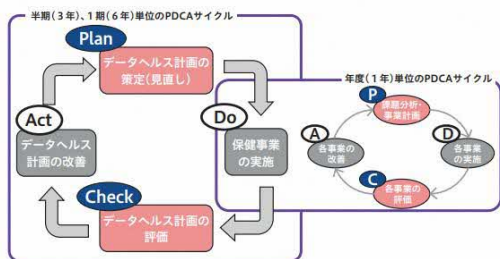 半期(3年)、1期(6年)単位のPDCAサイクル
Plan
データヘルス計画の
策定(見直し)
Do
保健事業
の実施
Check
データヘルス計画の
評価
Act
データヘルス
計画の改善
年度(1年)単位のPDCAサイクル
P
課題分析・
事業計画
D
各事業
の実施
C
各事業の
評価
A
各事業の
改善